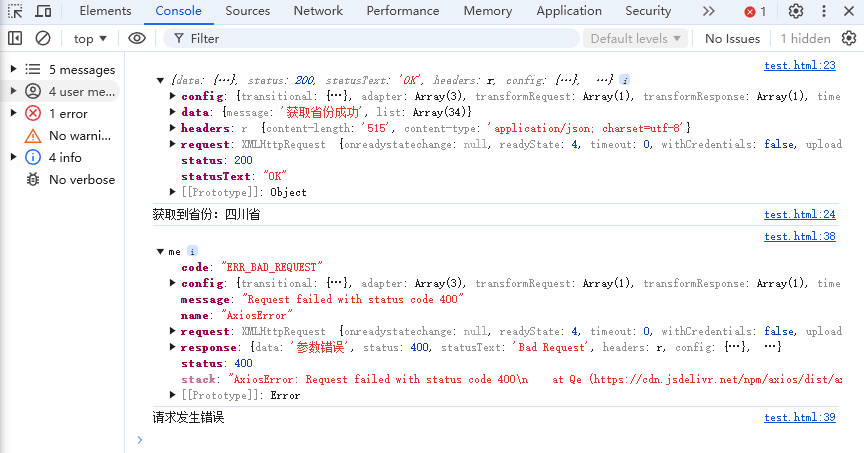 Elements Console Sources Network Performance Memory Application Security 1
top Filter Default levels No Issues 1 hidden
5 messages
4 user me...
1 error
No warni...
4 info
No verbose
test.html:23
{data: {…}, status: 200, statusText: 'OK', headers: r, config: {…}, …} i
config: {transitional: {…}, adapter: Array(3), transformRequest: Array(1), transformResponse: Array(1), time
data: {message: '获取省份成功', list: Array(34)}
headers: r {content-length: '515', content-type: 'application/json; charset=utf-8'}
request: XMLHttpRequest {onreadystatechange: null, readyState: 4, timeout: 0, withCredentials: false, upload
status: 200
statusText: "OK"
[[Prototype]]: Object
获取到省份：四川省 test.html:24
test.html:38
me i
code: "ERR_BAD_REQUEST"
config: {transitional: {…}, adapter: Array(3), transformRequest: Array(1), transformResponse: Array(1), time
message: "Request failed with status code 400"
name: "AxiosError"
request: XMLHttpRequest {onreadystatechange: null, readyState: 4, timeout: 0, withCredentials: false, upload
response: {data: '参数错误', status: 400, statusText: 'Bad Request', headers: r, config: {…}, …}
status: 400
stack: "AxiosError: Request failed with status code 400\n    at Qe (https://cdn.jsdelivr.net/npm/axios/dist/ax
[[Prototype]]: Error
请求发生错误 test.html:39